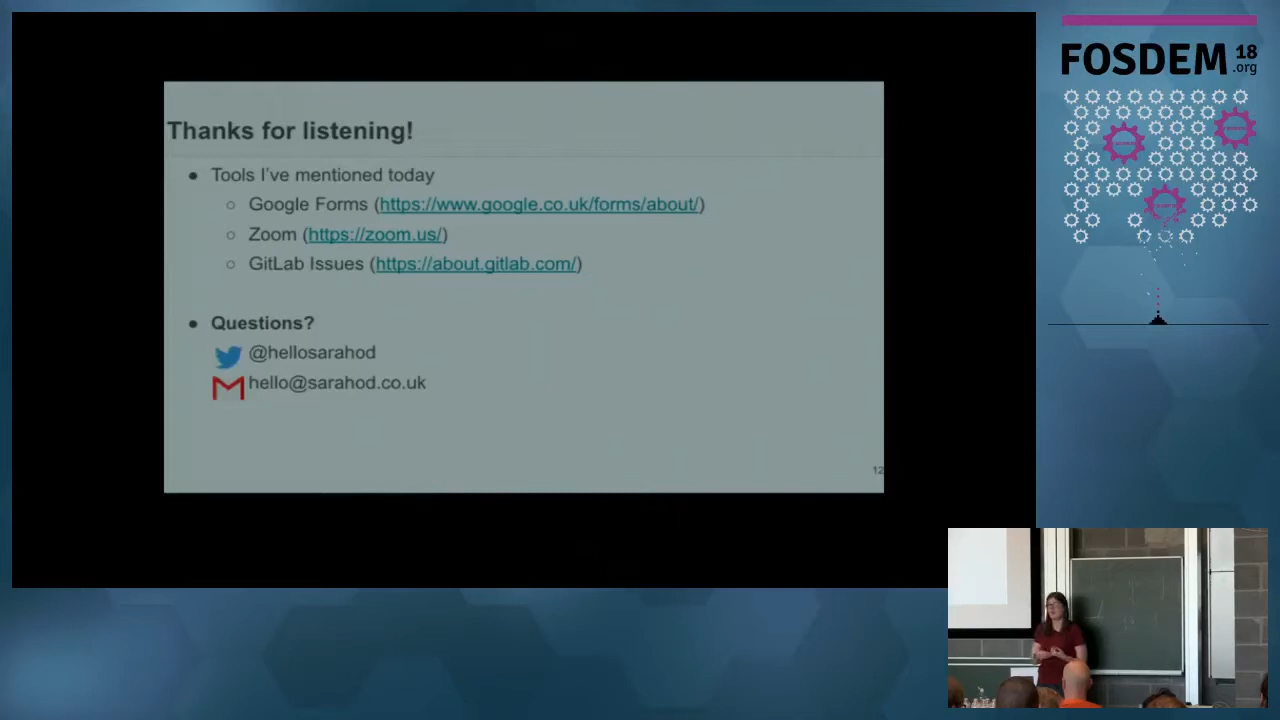 Thanks for listening!
● Tools I've mentioned today
○ Google Forms (https://www.google.co.uk/forms/about/)
○ Zoom (https://zoom.us/)
○ GitLab Issues (https://about.gitlab.com/)
● Questions?
@hellosarahod
hello@sarahod.co.uk
12
FOSDEM 18
.org